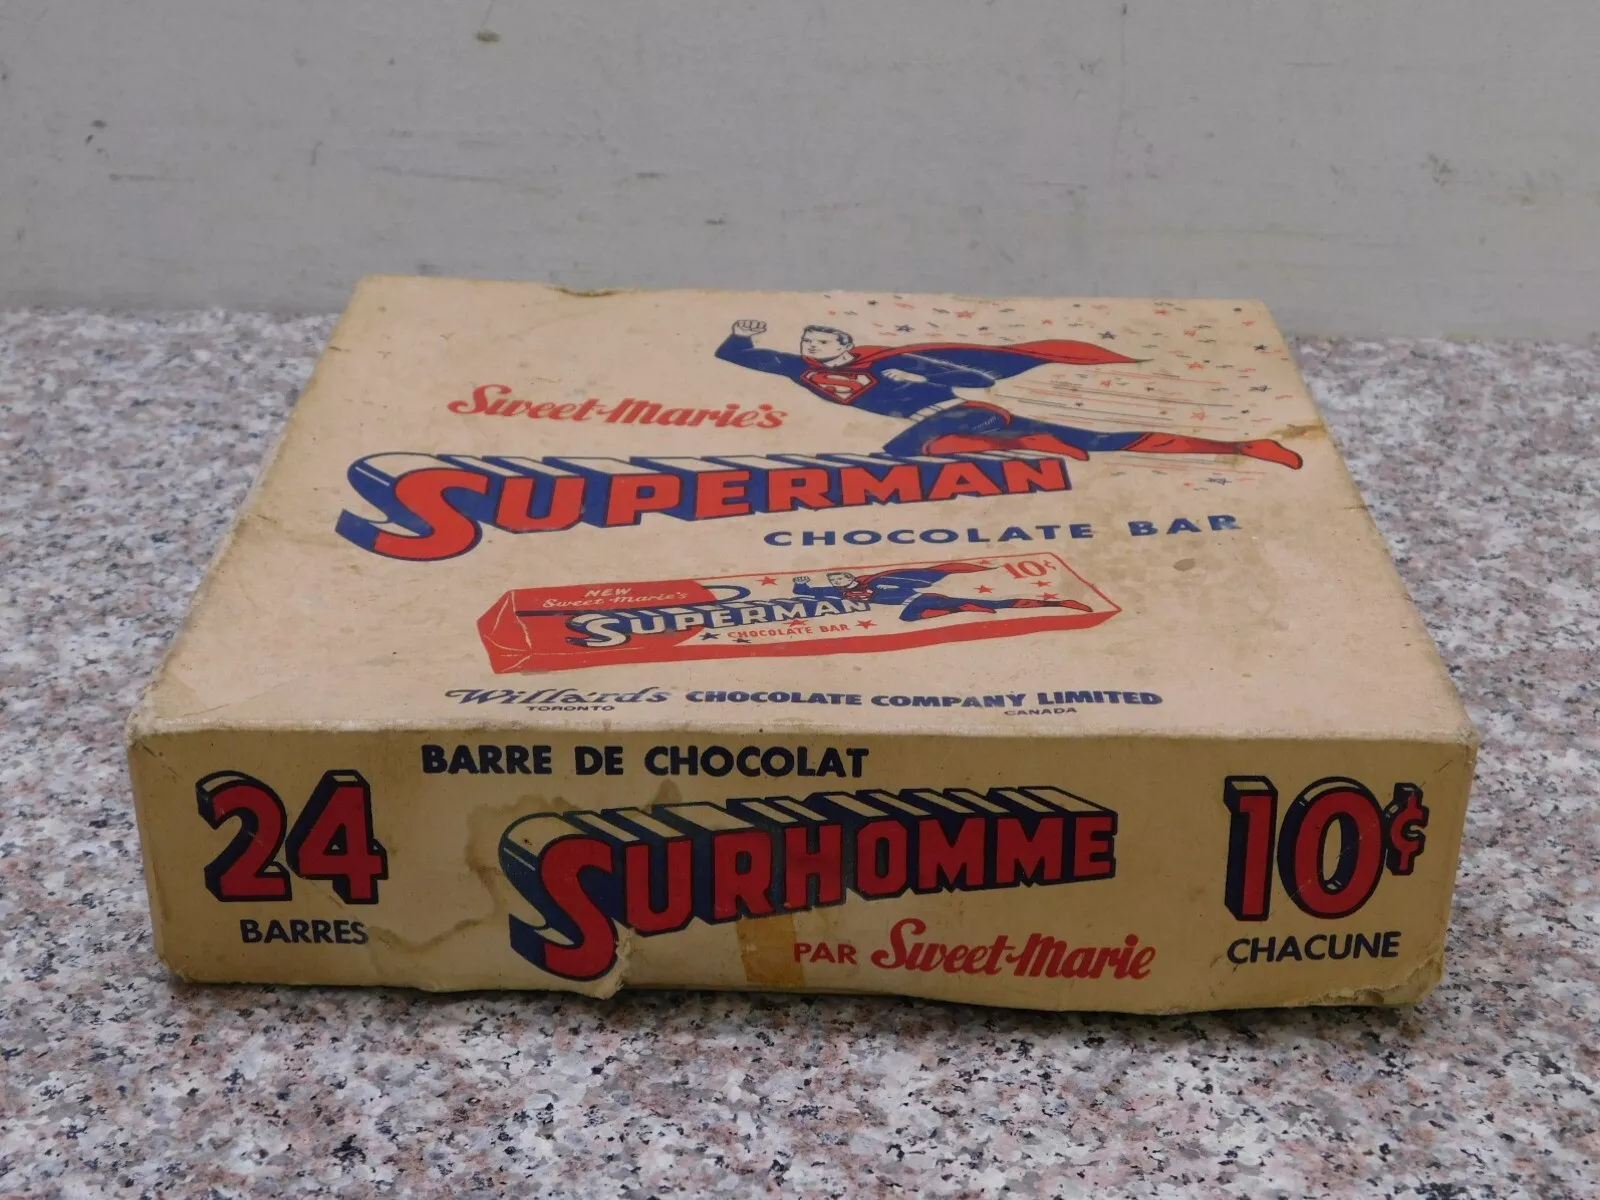 Sweet-Marie's
SUPERMAN
CHOCOLATE BAR
NEW
Sweet Marie's
SUPERMAN
CHOCOLATE BAR
10¢
Willards CHOCOLATE COMPANY LIMITED
TORONTO CANADA
BARRE DE CHOCOLAT
24
BARRES
SURHOMME
PAR Sweet-Marie
10¢
CHACUNE